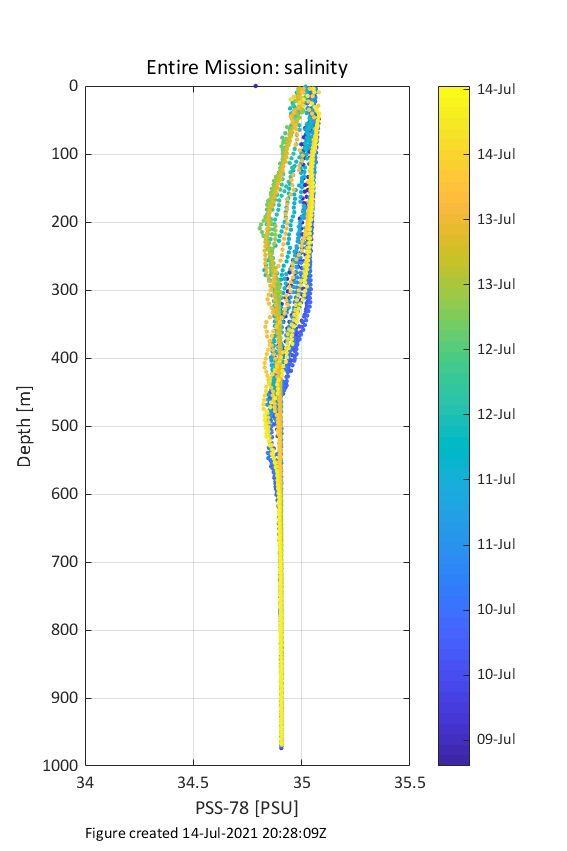 Entire Mission: salinity
0
100
200
300
400
500
600
700
800
900
1000
Depth [m]
34
34.5
35
35.5
PSS-78 [PSU]
14-Jul
14-Jul
13-Jul
13-Jul
12-Jul
12-Jul
11-Jul
11-Jul
10-Jul
10-Jul
09-Jul
Figure created 14-Jul-2021 20:28:09Z